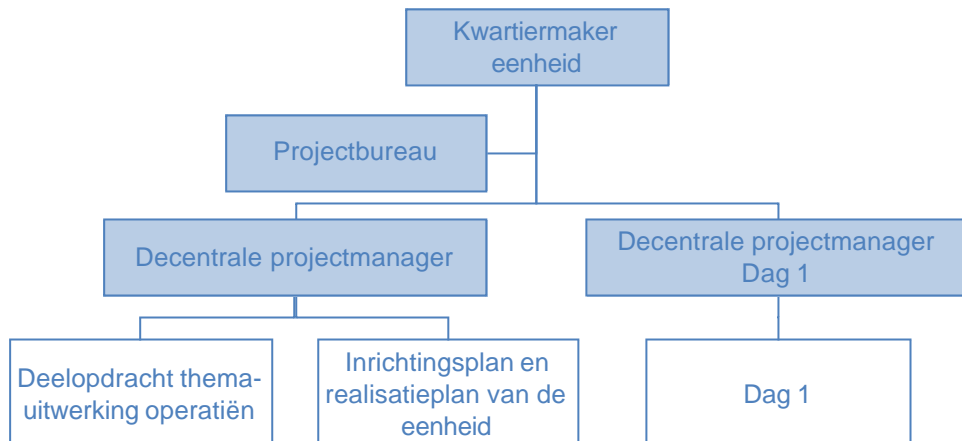 Kwartiermaker
eenheid
Projectbureau
Decentrale projectmanager
Decentrale projectmanager
Dag 1
Deelopdracht thema-
uitwerking operatiën
Inrichtingsplan en
realisatieplan van de
eenheid
Dag 1